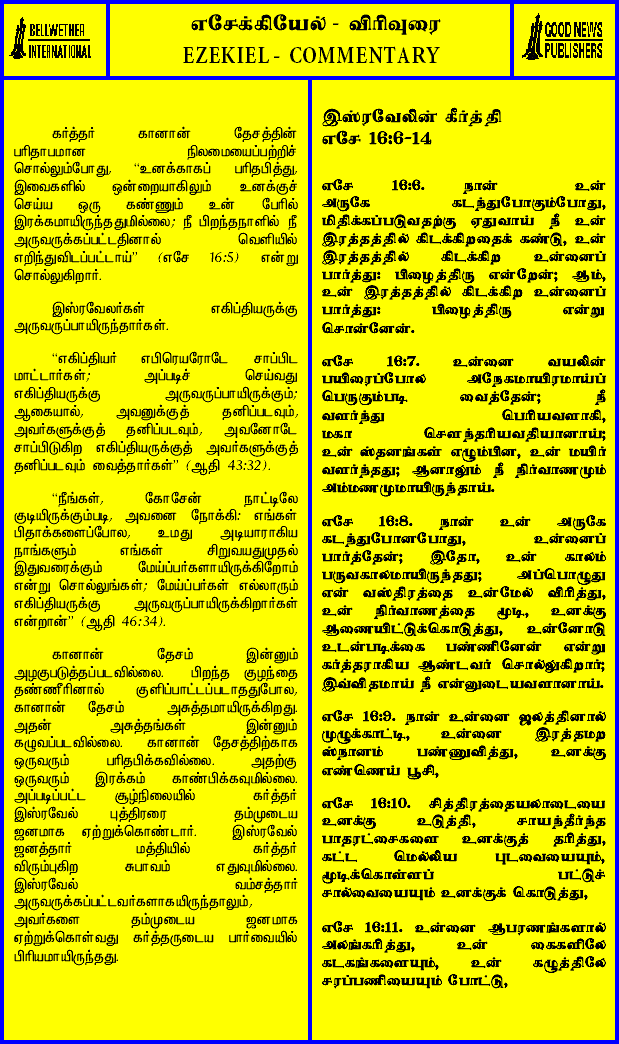 BELLWETHER
INTERNATIONAL
எசேக்கியேல் - விரிவுரை
EZEKIEL - COMMENTARY
GOOD NEWS
PUBLISHERS
கர்த்தர் கானான் தேசத்தின்
பரிதாபமான நிலமையைப்பற்றிச்
சொல்லும்போது, “உனக்காகப் பரிதபித்து,
இவைகளில் ஒன்றையாகிலும் உனக்குச்
செய்ய ஒரு கண்ணும் உன் பேரில்
இரக்கமாயிருந்ததுமில்லை; நீ பிறந்தநாளில் நீ
அருவருக்கப்பட்டதினால் வெளியில்
எறிந்துவிடப்பட்டாய்” (எசே 16:5) என்று
சொல்லுகிறார்.
இஸ்ரவேலர்கள் எகிப்தியருக்கு
அருவருப்பாயிருந்தார்கள்.
“எகிப்தியர் எபிரெயரோடே சாப்பிட
மாட்டார்கள்; அப்படிச் செய்வது
எகிப்தியருக்கு அருவருப்பாயிருக்கும்;
ஆகையால், அவனுக்குத் தனிப்படவும்,
அவர்களுக்குத் தனிப்படவும், அவனோடே
சாப்பிடுகிற எகிப்தியருக்குத் அவர்களுக்குத்
தனிப்படவும் வைத்தார்கள்” (ஆதி 43:32).
“நீங்கள், கோசேன் நாட்டிலே
குடியிருக்கும்படி, அவனை நோக்கி: எங்கள்
பிதாக்களைப்போல, உமது அடியாராகிய
நாங்களும் எங்கள் சிறுவயதுமுதல்
இதுவரைக்கும் மேய்ப்பர்களாயிருக்கிறோம்
என்று சொல்லுங்கள்; மேய்ப்பர்கள் எல்லாரும்
எகிப்தியருக்கு அருவருப்பாயிருக்கிறார்கள்
என்றான்” (ஆதி 46:34).
கானான் தேசம் இன்னும்
அழகுபடுத்தப்படவில்லை. பிறந்த குழந்தை
தண்ணீரினால் குளிப்பாட்டப்படாததுபோல,
கானான் தேசம் அசுத்தமாயிருக்கிறது.
அதன் அசுத்தங்கள் இன்னும்
கழுவப்படவில்லை. கானான் தேசத்திற்காக
ஒருவரும் பரிதபிக்கவில்லை. அதற்கு
ஒருவரும் இரக்கம் காண்பிக்கவுமில்லை.
அப்படிப்பட்ட சூழ்நிலையில் கர்த்தர்
இஸ்ரவேல் புத்திரரை தம்முடைய
ஜனமாக ஏற்றுக்கொண்டார். இஸ்ரவேல்
ஜனத்தார் மத்தியில் கர்த்தர்
விரும்புகிற சுபாவம் எதுவுமில்லை.
இஸ்ரவேல் வம்சத்தார்
அருவருக்கப்பட்டவர்களாகயிருந்தாலும்,
அவர்களை தம்முடைய ஜனமாக
ஏற்றுக்கொள்வது கர்த்தருடைய பார்வையில்
பிரியமாயிருந்தது.
இஸ்ரவேலின் கீர்த்தி
எசே 16:6-14
எசே 16:6. நான் உன்
அருகே கடந்துபோகும்போது,
மிதிக்கப்படுவதற்கு ஏதுவாய் நீ உன்
இரத்தத்தில் கிடக்கிறதைக் கண்டு, உன்
இரத்தத்தில் கிடக்கிற உன்னைப்
பார்த்து: பிழைத்திரு என்றேன்; ஆம்,
உன் இரத்தத்தில் கிடக்கிற உன்னைப்
பார்த்து: பிழைத்திரு என்று
சொன்னேன்.
எசே 16:7. உன்னை வயலின்
பயிரைப்போல அநேகமாயிரமாய்ப்
பெருகும்படி வைத்தேன்; நீ
வளர்ந்து பெரியவளாகி,
மகா சௌந்தரியவதியானாய்;
உன் ஸ்தனங்கள் எழும்பின, உன் மயிர்
வளர்ந்தது; ஆனாலும் நீ நிர்வாணமும்
அம்மணமுமாயிருந்தாய்.
எசே 16:8. நான் உன் அருகே
கடந்துபோனபோது, உன்னைப்
பார்த்தேன்; இதோ, உன் காலம்
பருவகாலமாயிருந்தது; அப்பொழுது
என் வஸ்திரத்தை உன்மேல் விரித்து,
உன் நிர்வாணத்தை மூடி, உனக்கு
ஆணையிட்டுக்கொடுத்து, உன்னோடு
உடன்படிக்கை பண்ணினேன் என்று
கர்த்தராகிய ஆண்டவர் சொல்லுகிறார்;
இவ்விதமாய் நீ என்னுடையவளானாய்.
எசே 16:9. நான் உன்னை ஜலத்தினால்
முழுக்காட்டி, உன்னை இரத்தமற
ஸ்நானம் பண்ணுவித்து, உனக்கு
எண்ணெய் பூசி,
எசே 16:10. சித்திரத்தையலாடையை
உனக்கு உடுத்தி, சாயந்தீர்ந்த
பாதரட்சைகளை உனக்குத் தரித்து,
கட்ட மெல்லிய புடவையையும்,
மூடிக்கொள்ளப் பட்டுச்
சால்வையையும் உனக்குக் கொடுத்து,
எசே 16:11. உன்னை ஆபரணங்களால்
அலங்கரித்து, உன் கைகளிலே
கடகங்களையும், உன் கழுத்திலே
சரப்பணியையும் போட்டு,